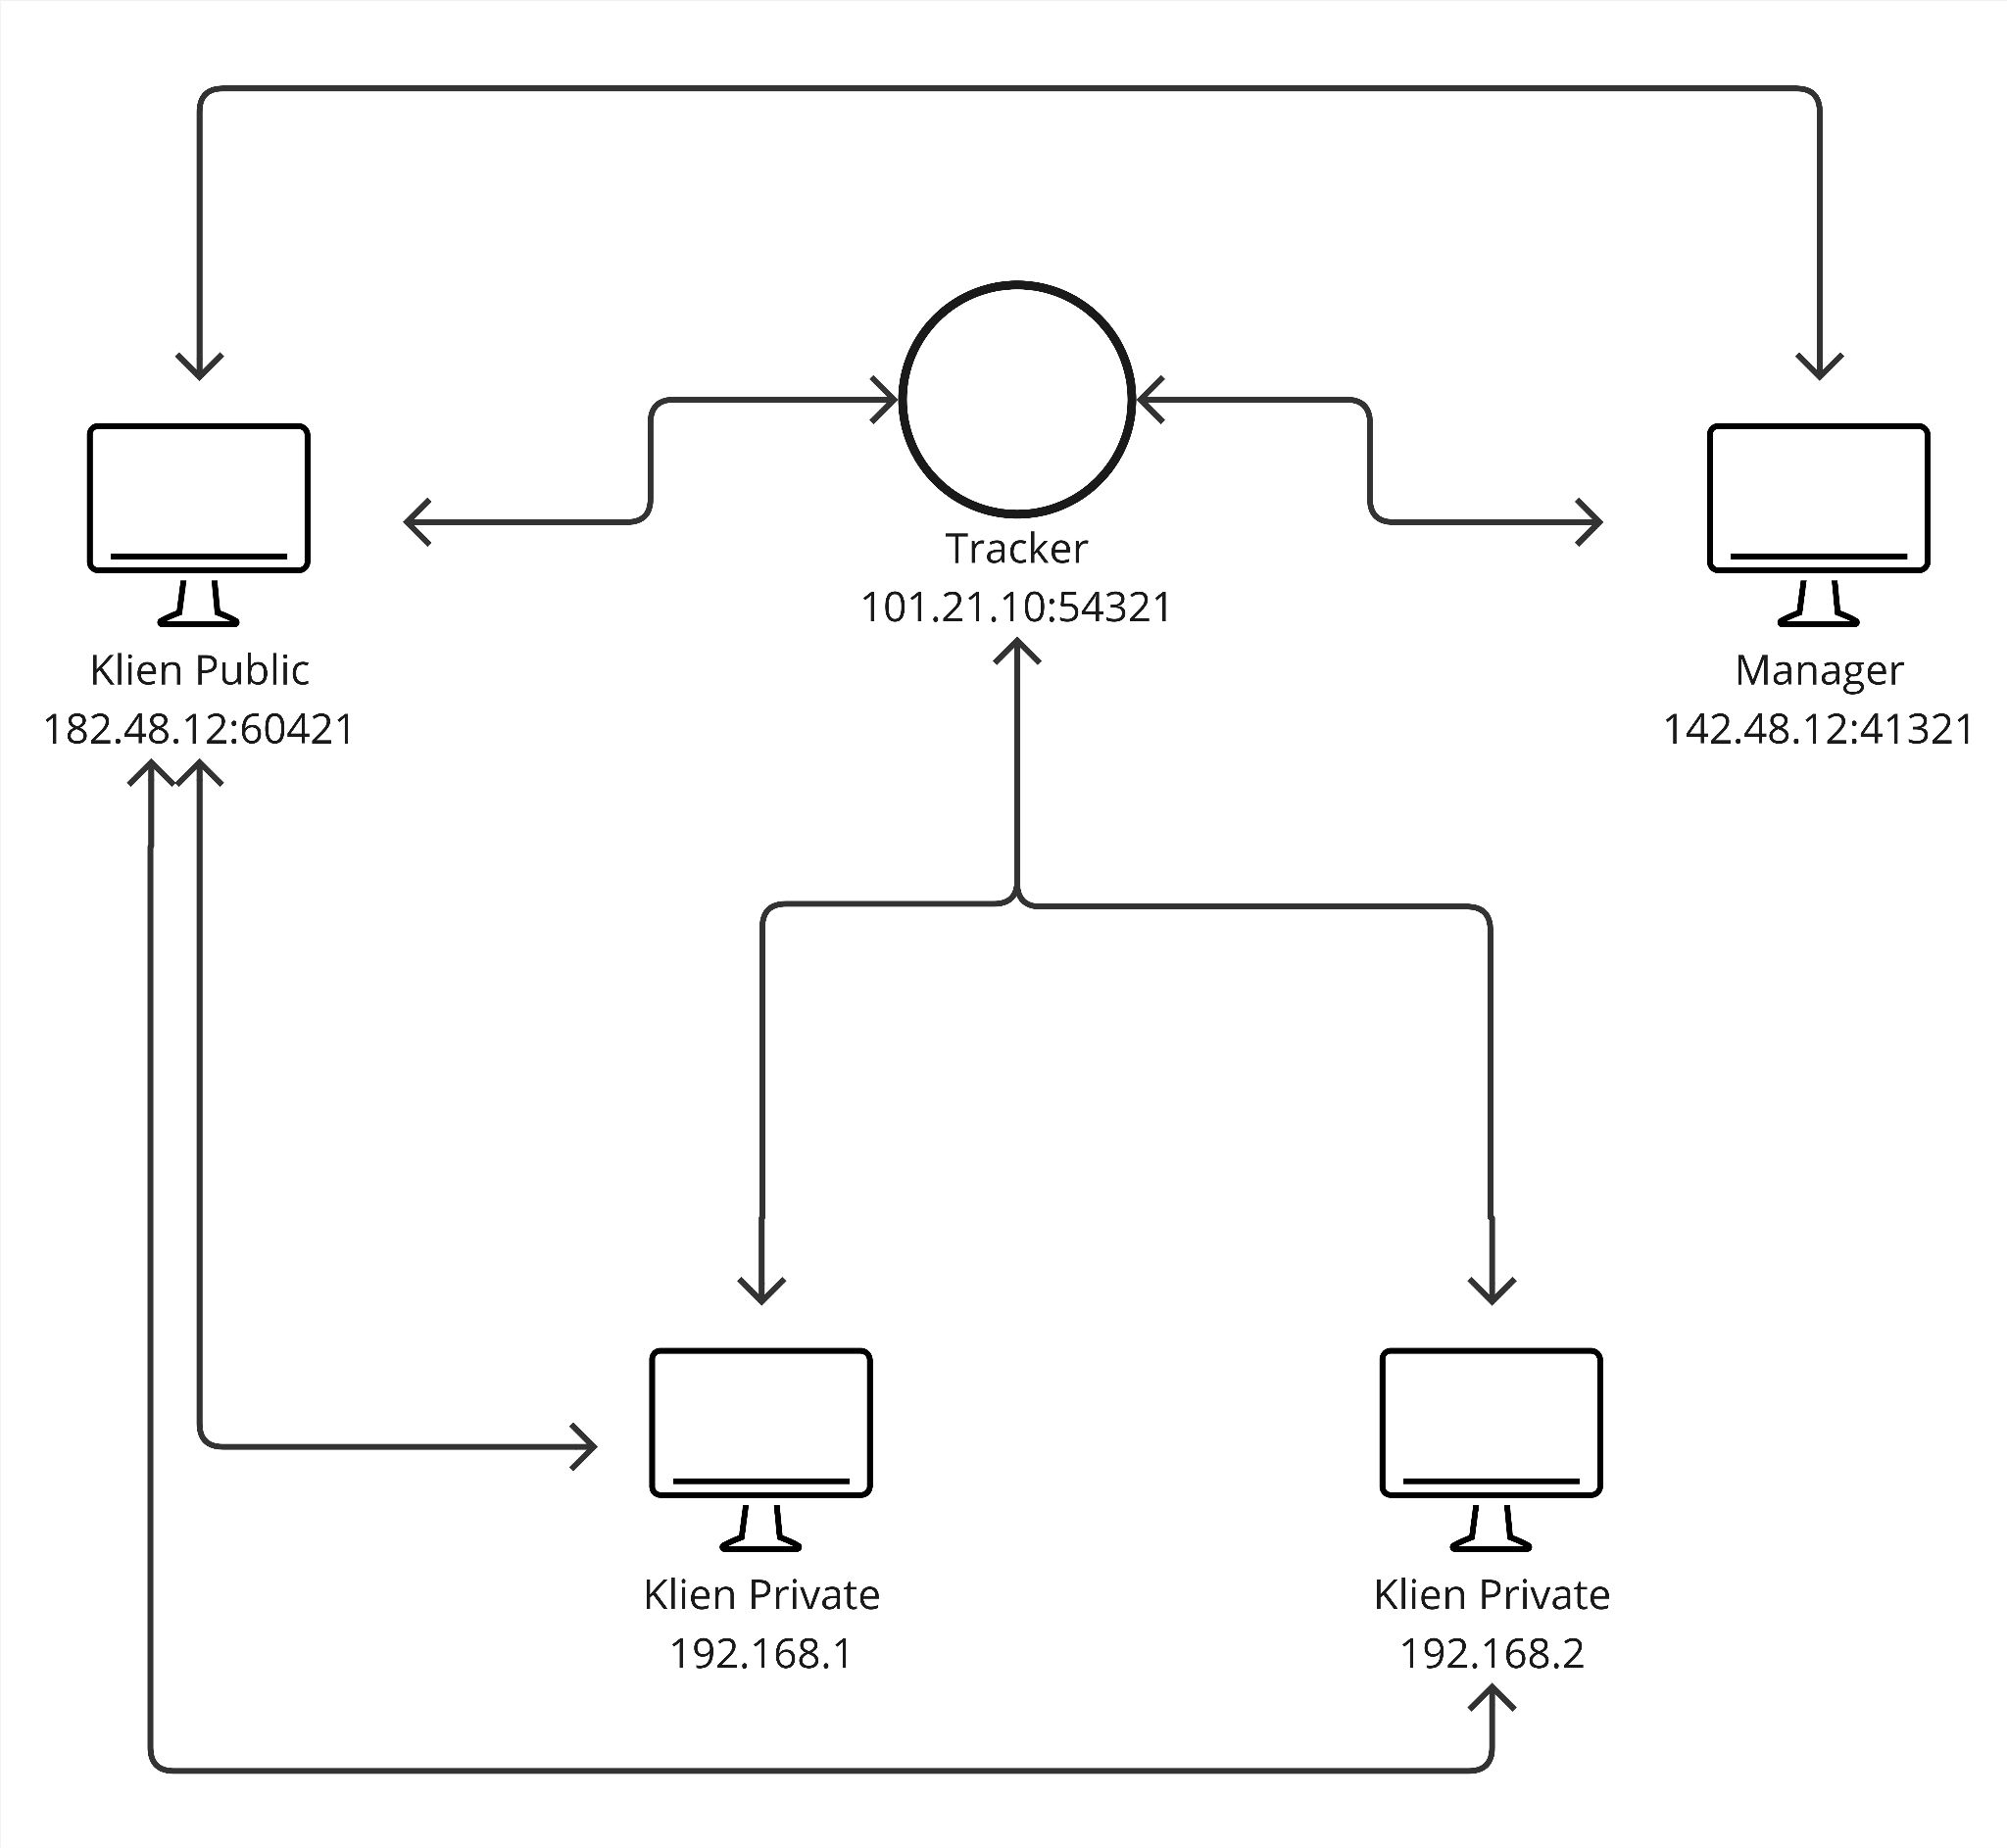 Tracker
101.21.10:54321
Klien Public
182.48.12:60421
Manager
142.48.12:41321
Klien Private
192.168.1
Klien Private
192.168.2